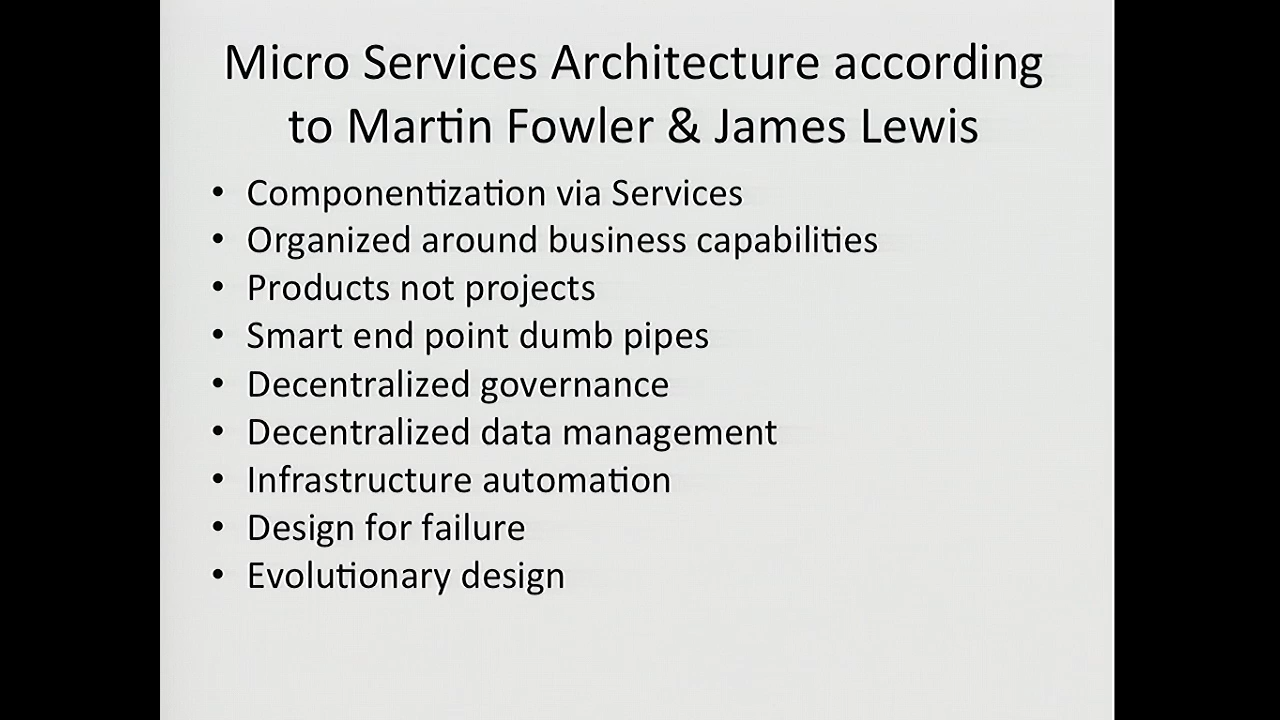 Micro Services Architecture according
to Martin Fowler & James Lewis
• Componentization via Services
• Organized around business capabilities
• Products not projects
• Smart end point dumb pipes
• Decentralized governance
• Decentralized data management
• Infrastructure automation
• Design for failure
• Evolutionary design